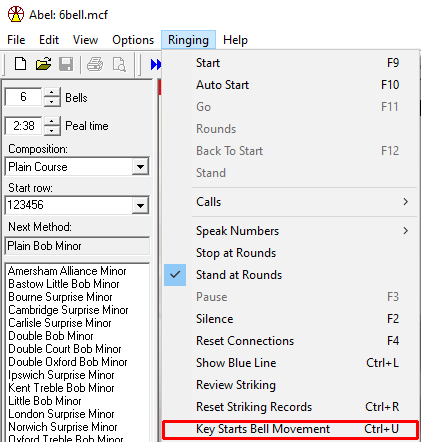 Abel: 6bell.mcf
File Edit View Options Ringing Help
6 Bells
2:38 Peal time
Composition:
Plain Course
Start row:
123456
Next Method:
Plain Bob Minor
Amersham Alliance Minor
Bastow Little Bob Minor
Bourne Surprise Minor
Cambridge Surprise Minor
Carlisle Surprise Minor
Double Bob Minor
Double Court Bob Minor
Double Oxford Bob Minor
Ipswich Surprise Minor
Kent Treble Bob Minor
Little Bob Minor
London Surprise Minor
Norwich Surprise Minor
Oxford Treble Bob Minor
Start F9
Auto Start F10
Go F11
Rounds
Back To Start F12
Stand
Calls
Speak Numbers
Stop at Rounds
Stand at Rounds
Pause F3
Silence F2
Reset Connections F4
Show Blue Line Ctrl+L
Review Striking
Reset Striking Records Ctrl+R
Key Starts Bell Movement Ctrl+U